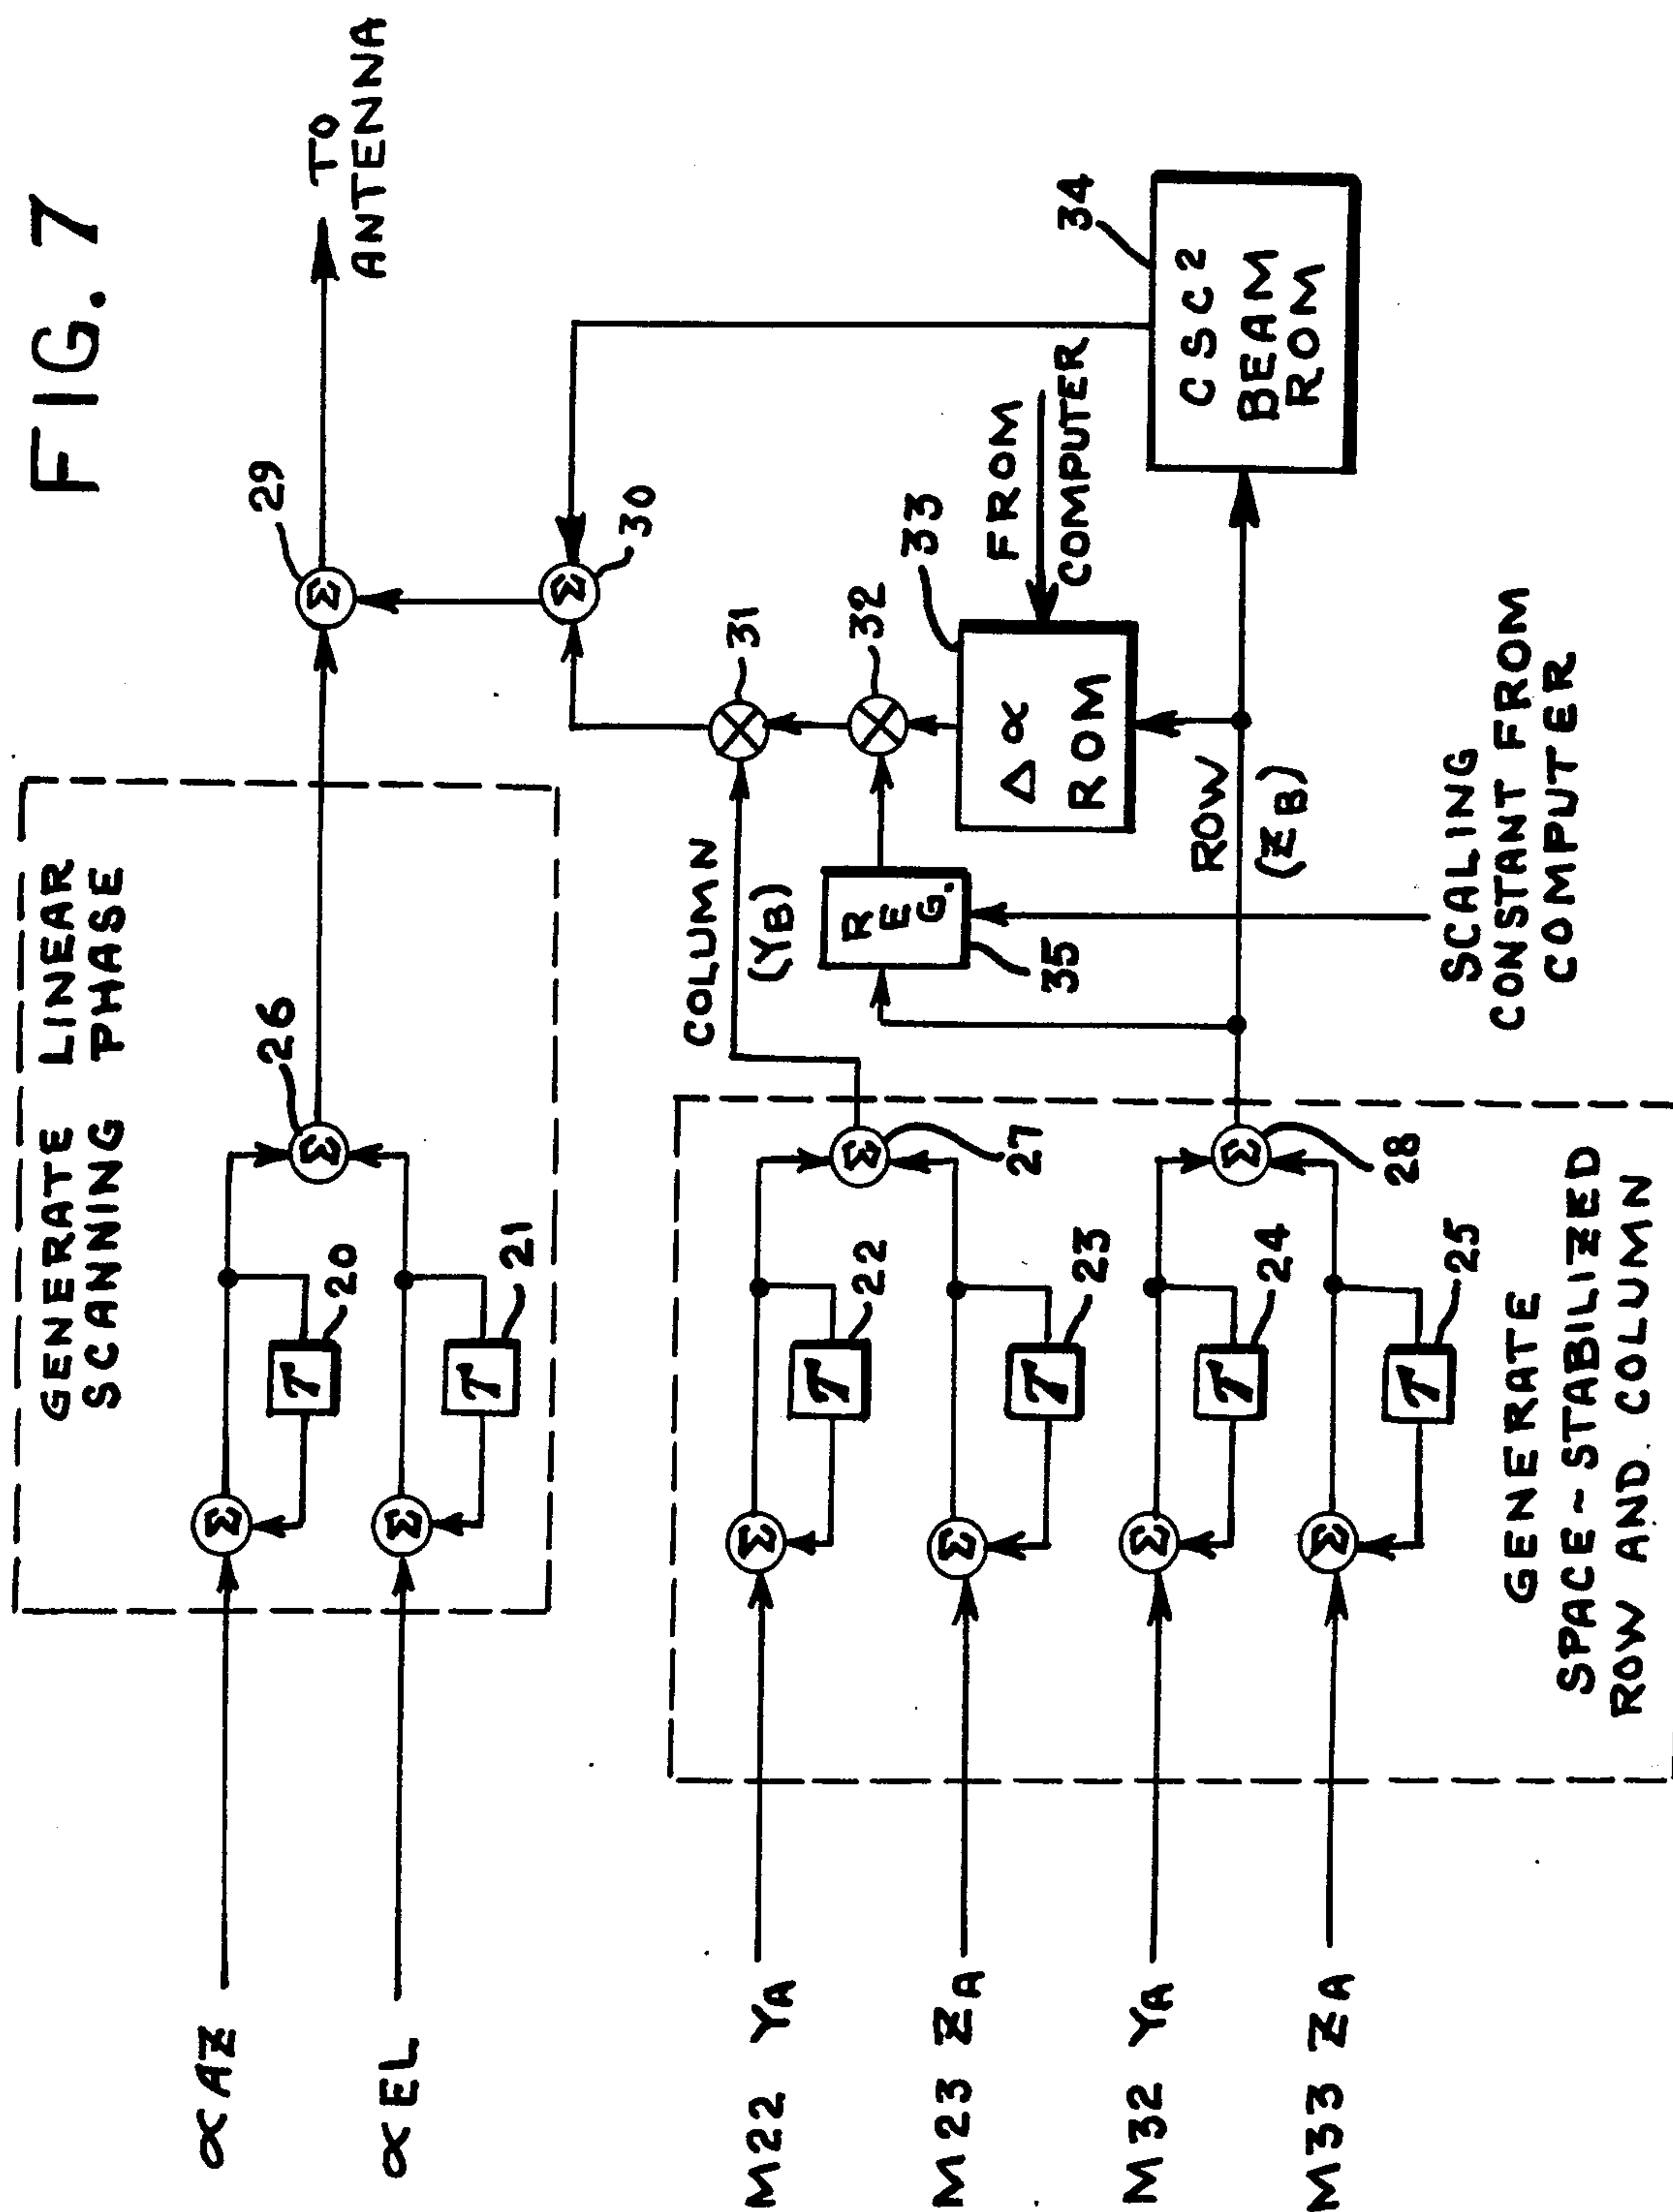 FIG. 7
GENERATE LINEAR
SCANNING PHASE
αAZ
αEL
Σ
Σ
T
20
T
21
Σ
26
Σ
29
TO
ANTENNA
M22 YA
M23 ZA
M32 YA
M33 ZA
Σ
T
22
Σ
T
23
Σ
T
24
Σ
T
25
Σ
27
Σ
28
GENERATE
SPACE-STABILIZED
ROW AND COLUMN
COLUMN
(YB)
REG.
35
31
32
Σ
30
Δα
ROM
33
FROM
COMPUTER
ROW
(ZB)
CSC2
BEAM
ROM
34
SCALING
CONSTANT FROM
COMPUTER